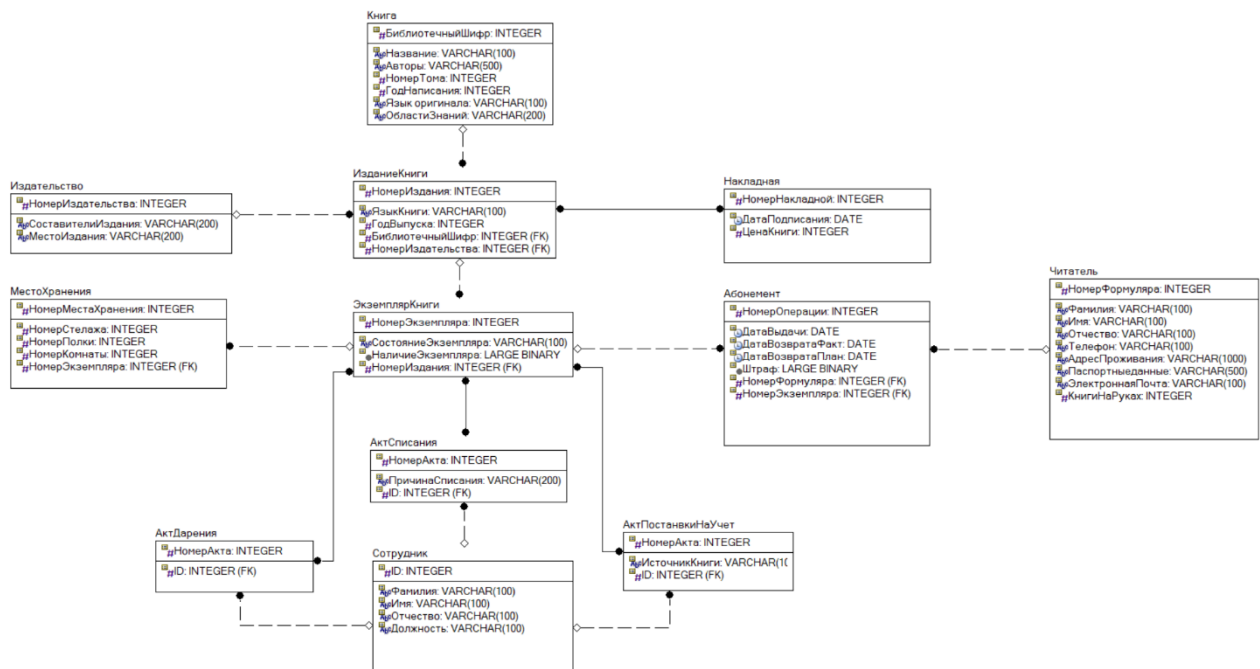 Книга
БиблиотечныйШифр: INTEGER
Название: VARCHAR(100)
Авторы: VARCHAR(500)
НомерТома: INTEGER
ГодНаписания: INTEGER
Язык оригинала: VARCHAR(100)
ОбластиЗнаний: VARCHAR(200)
Издательство
НомерИздательства: INTEGER
СоставителиИздания: VARCHAR(200)
МестоИздания: VARCHAR(200)
ИзданиеКниги
НомерИздания: INTEGER
ЯзыкКниги: VARCHAR(100)
ГодВыпуска: INTEGER
БиблиотечныйШифр: INTEGER (FK)
НомерИздательства: INTEGER (FK)
Накладная
НомерНакладной: INTEGER
ДатаПодписания: DATE
ЦенаКниги: INTEGER
МестоХранения
НомерМестаХранения: INTEGER
НомерСтелажа: INTEGER
НомерПолки: INTEGER
НомерКомнаты: INTEGER
НомерЭкземпляра: INTEGER (FK)
ЭкземплярКниги
НомерЭкземпляра: INTEGER
СостояниеЭкземпляра: VARCHAR(100)
НаличиеЭкземпляра: LARGE BINARY
НомерИздания: INTEGER (FK)
Абонемент
НомерОперации: INTEGER
ДатаВыдачи: DATE
ДатаВозвратаФакт: DATE
ДатаВозвратаПлан: DATE
Штраф: LARGE BINARY
НомерФормуляра: INTEGER (FK)
НомерЭкземпляра: INTEGER (FK)
Читатель
НомерФормуляра: INTEGER
Фамилия: VARCHAR(100)
Имя: VARCHAR(100)
Отчество: VARCHAR(100)
Телефон: VARCHAR(100)
АдресПроживания: VARCHAR(1000)
Паспортныеданные: VARCHAR(500)
ЭлектроннаяПочта: VARCHAR(100)
КнигиНаРуках: INTEGER
АктСписания
НомерАкта: INTEGER
ПричинаСписания: VARCHAR(200)
ID: INTEGER (FK)
АктДарения
НомерАкта: INTEGER
ID: INTEGER (FK)
Сотрудник
ID: INTEGER
Фамилия: VARCHAR(100)
Имя: VARCHAR(100)
Отчество: VARCHAR(100)
Должность: VARCHAR(100)
АктПостанвкиНаУчет
НомерАкта: INTEGER
ИсточникКниги: VARCHAR(10
ID: INTEGER (FK)